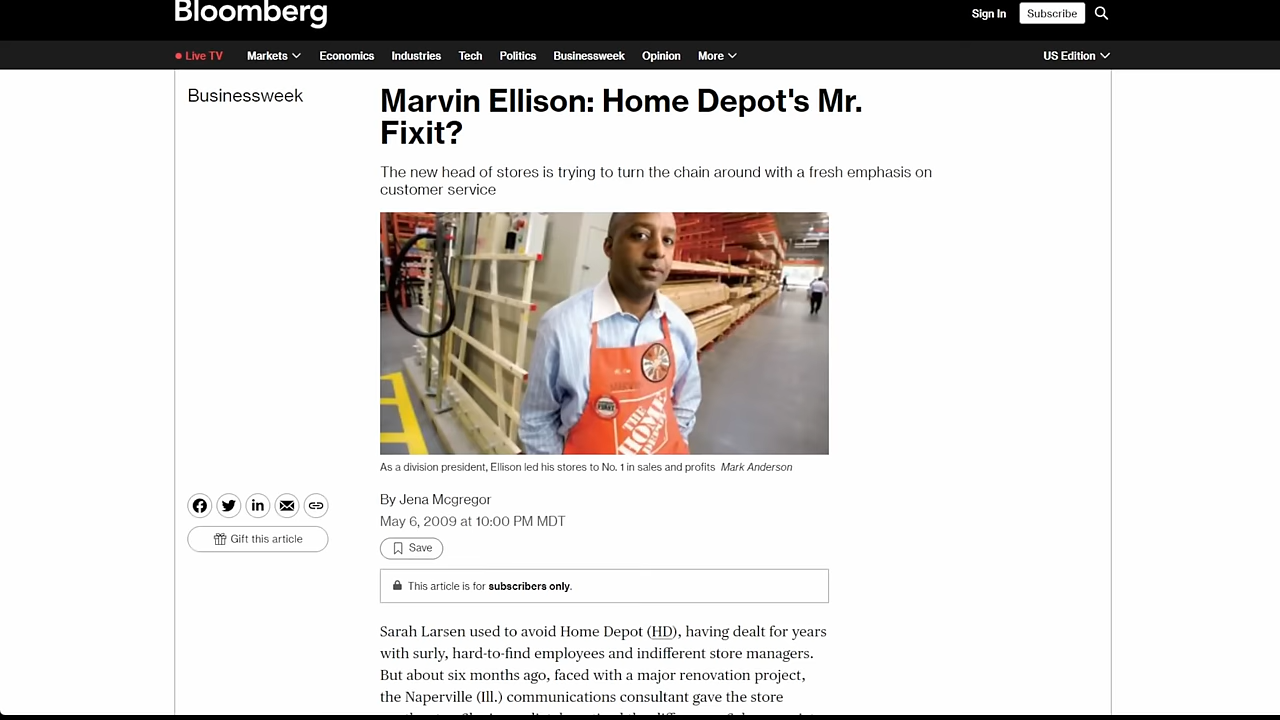 Bloomberg
Sign In
Subscribe
Live TV
Markets
Economics
Industries
Tech
Politics
Businessweek
Opinion
More
US Edition
Businessweek
Marvin Ellison: Home Depot's Mr.
Fixit?
The new head of stores is trying to turn the chain around with a fresh emphasis on
customer service
THE
HOME
As a division president, Ellison led his stores to No. 1 in sales and profits Mark Anderson
By Jena Mcgregor
May 6, 2009 at 10:00 PM MDT
Gift this article
Save
This article is for subscribers only.
Sarah Larsen used to avoid Home Depot (HD), having dealt for years
with surly, hard-to-find employees and indifferent store managers.
But about six months ago, faced with a major renovation project,
the Naperville (Ill.) communications consultant gave the store